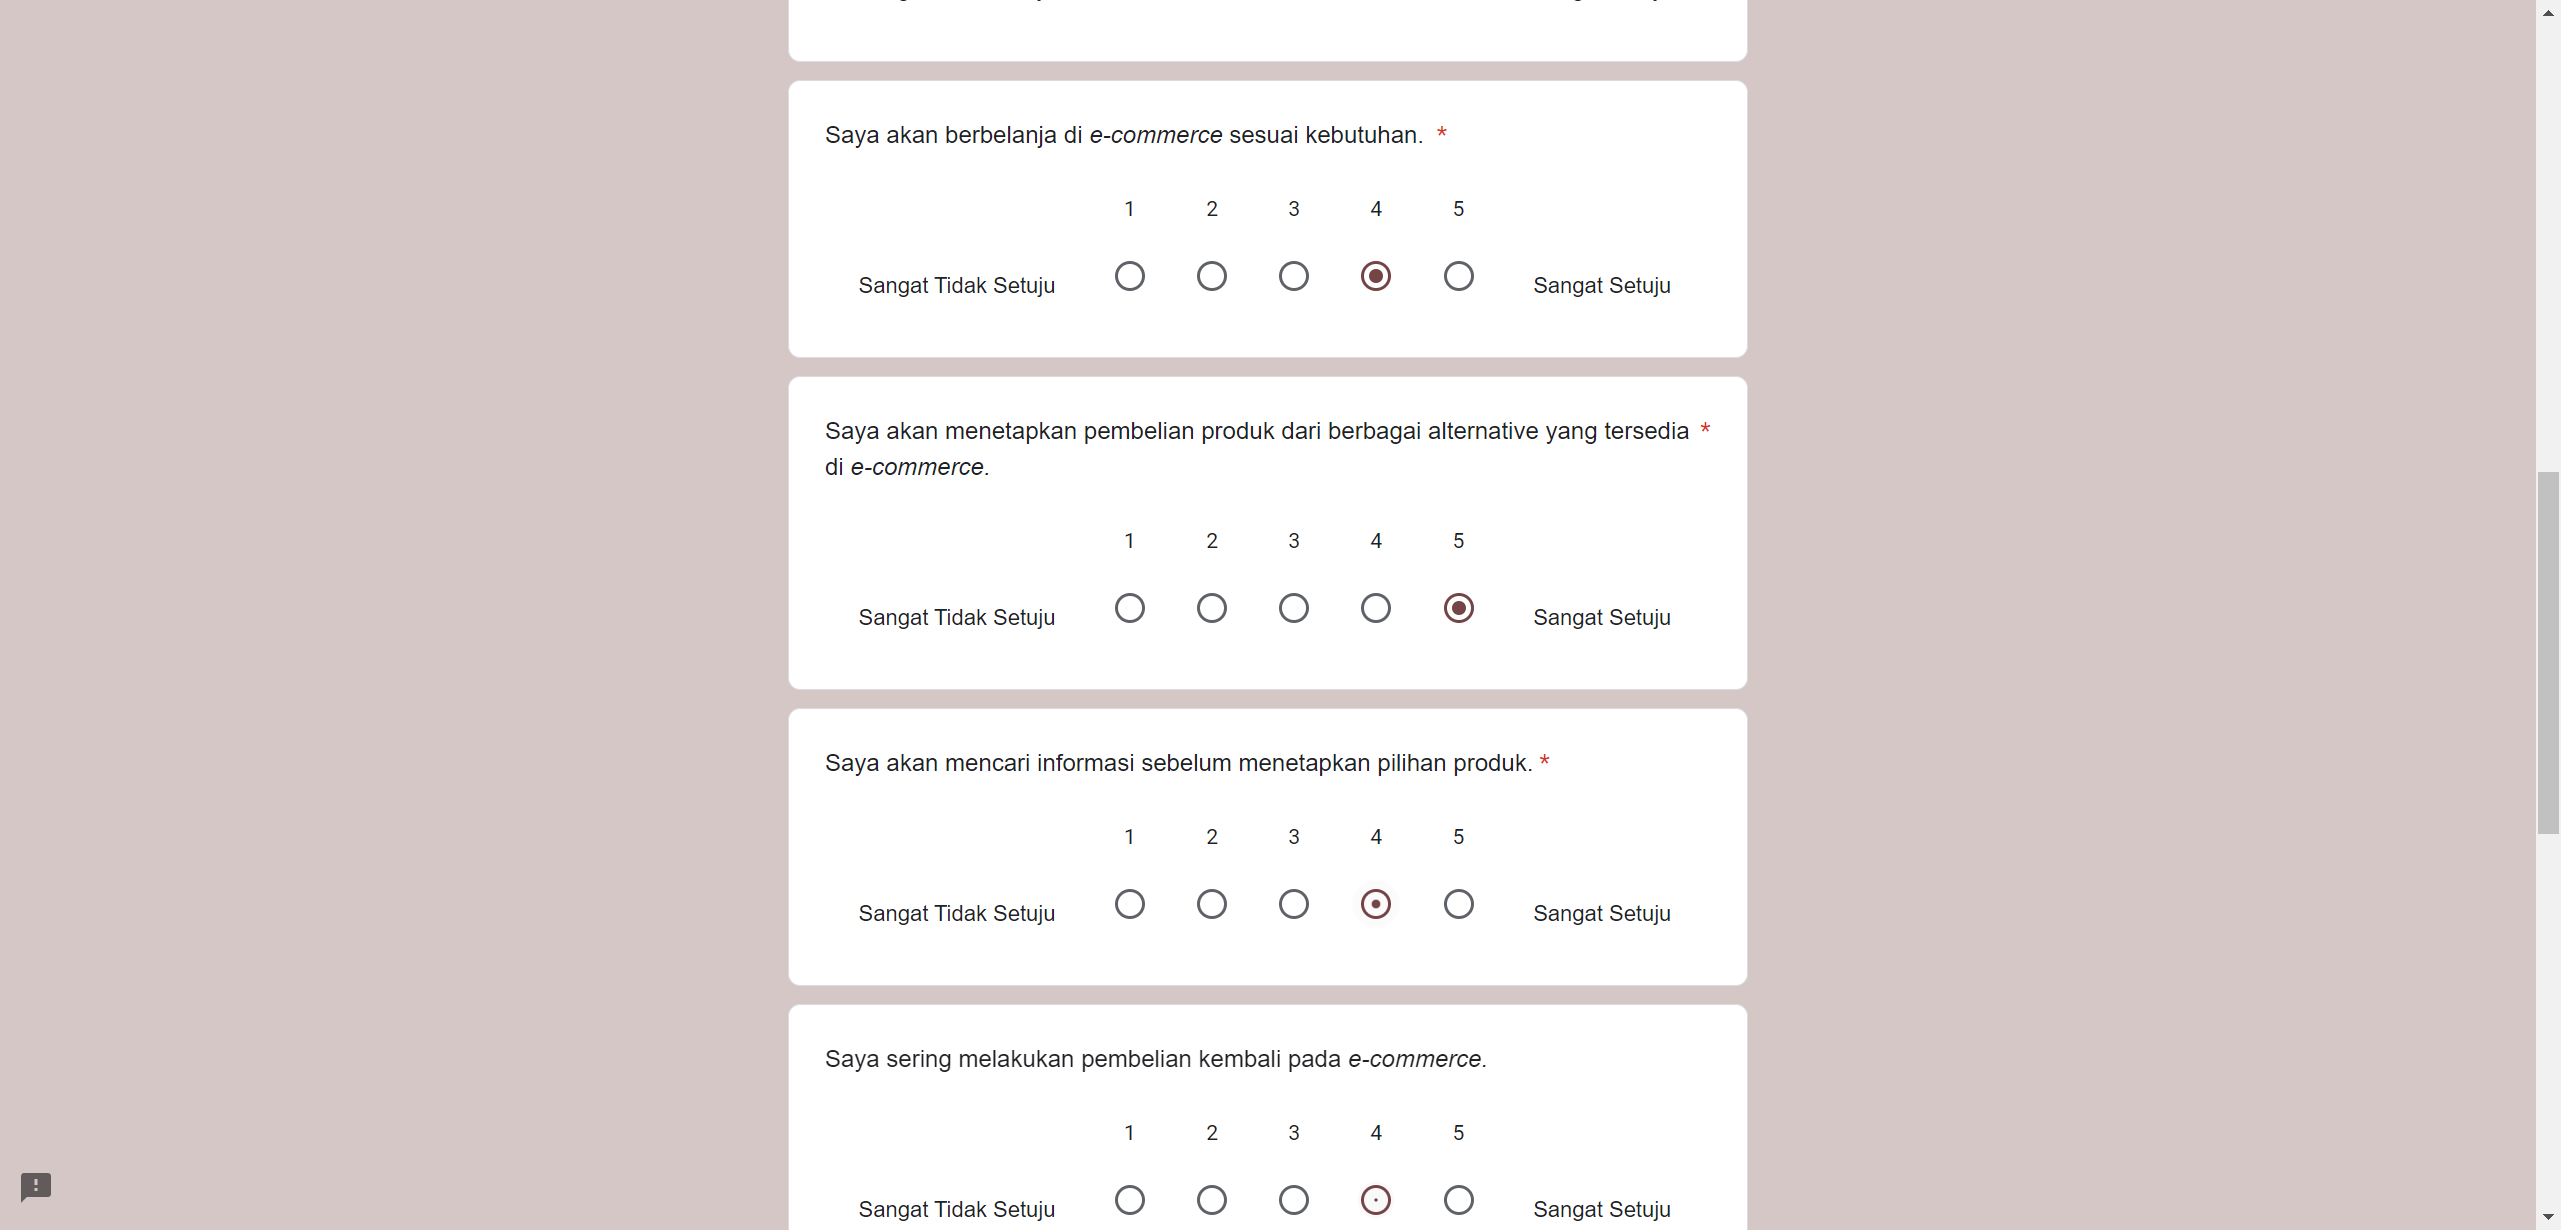 Saya akan berbelanja di e-commerce sesuai kebutuhan. *
1 2 3 4 5
Sangat Tidak Setuju Sangat Setuju
Saya akan menetapkan pembelian produk dari berbagai alternative yang tersedia *
di e-commerce.
1 2 3 4 5
Sangat Tidak Setuju Sangat Setuju
Saya akan mencari informasi sebelum menetapkan pilihan produk. *
1 2 3 4 5
Sangat Tidak Setuju Sangat Setuju
Saya sering melakukan pembelian kembali pada e-commerce.
1 2 3 4 5
Sangat Tidak Setuju Sangat Setuju